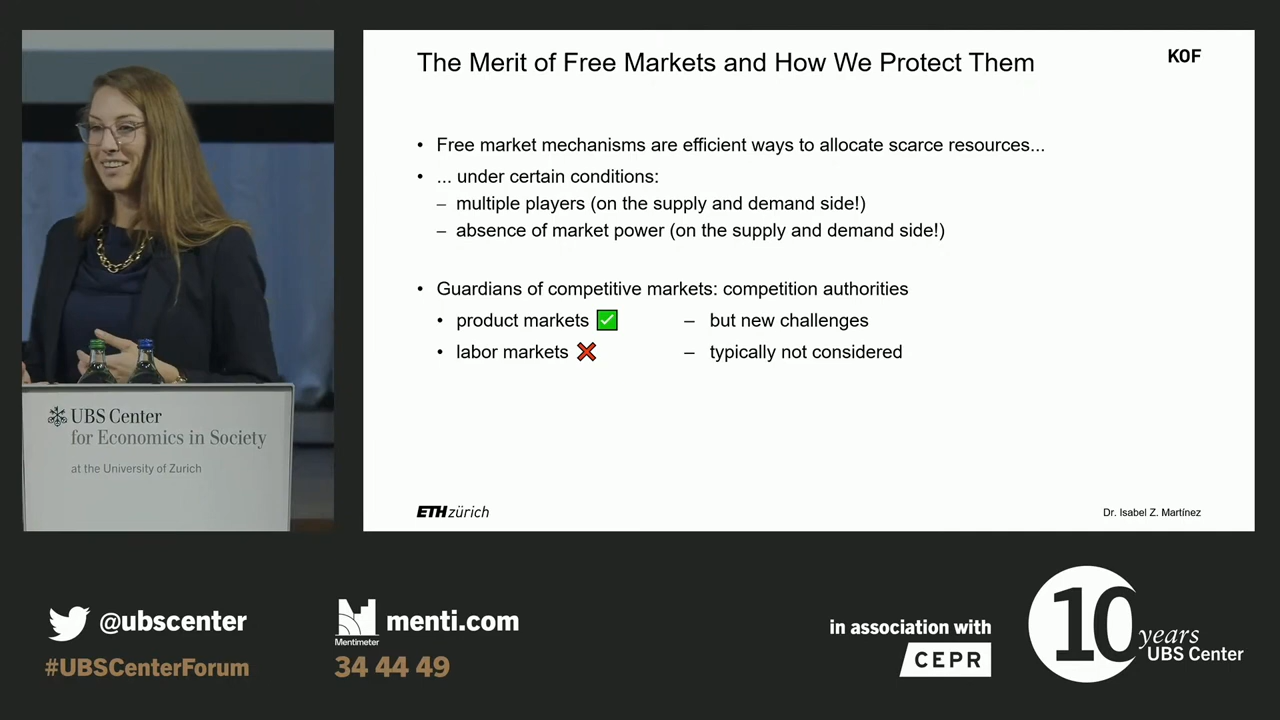 The Merit of Free Markets and How We Protect Them
KOF
• Free market mechanisms are efficient ways to allocate scarce resources...
• ... under certain conditions:
– multiple players (on the supply and demand side!)
– absence of market power (on the supply and demand side!)
• Guardians of competitive markets: competition authorities
• product markets ✅ – but new challenges
• labor markets ❌ – typically not considered
ETH zürich
Dr. Isabel Z. Martínez
UBS Center
for Economics in Society
at the University of Zurich
@ubscenter
#UBSCenterForum
Mentimeter
menti.com
34 44 49
in association with
CEPR
10 years
UBS Center